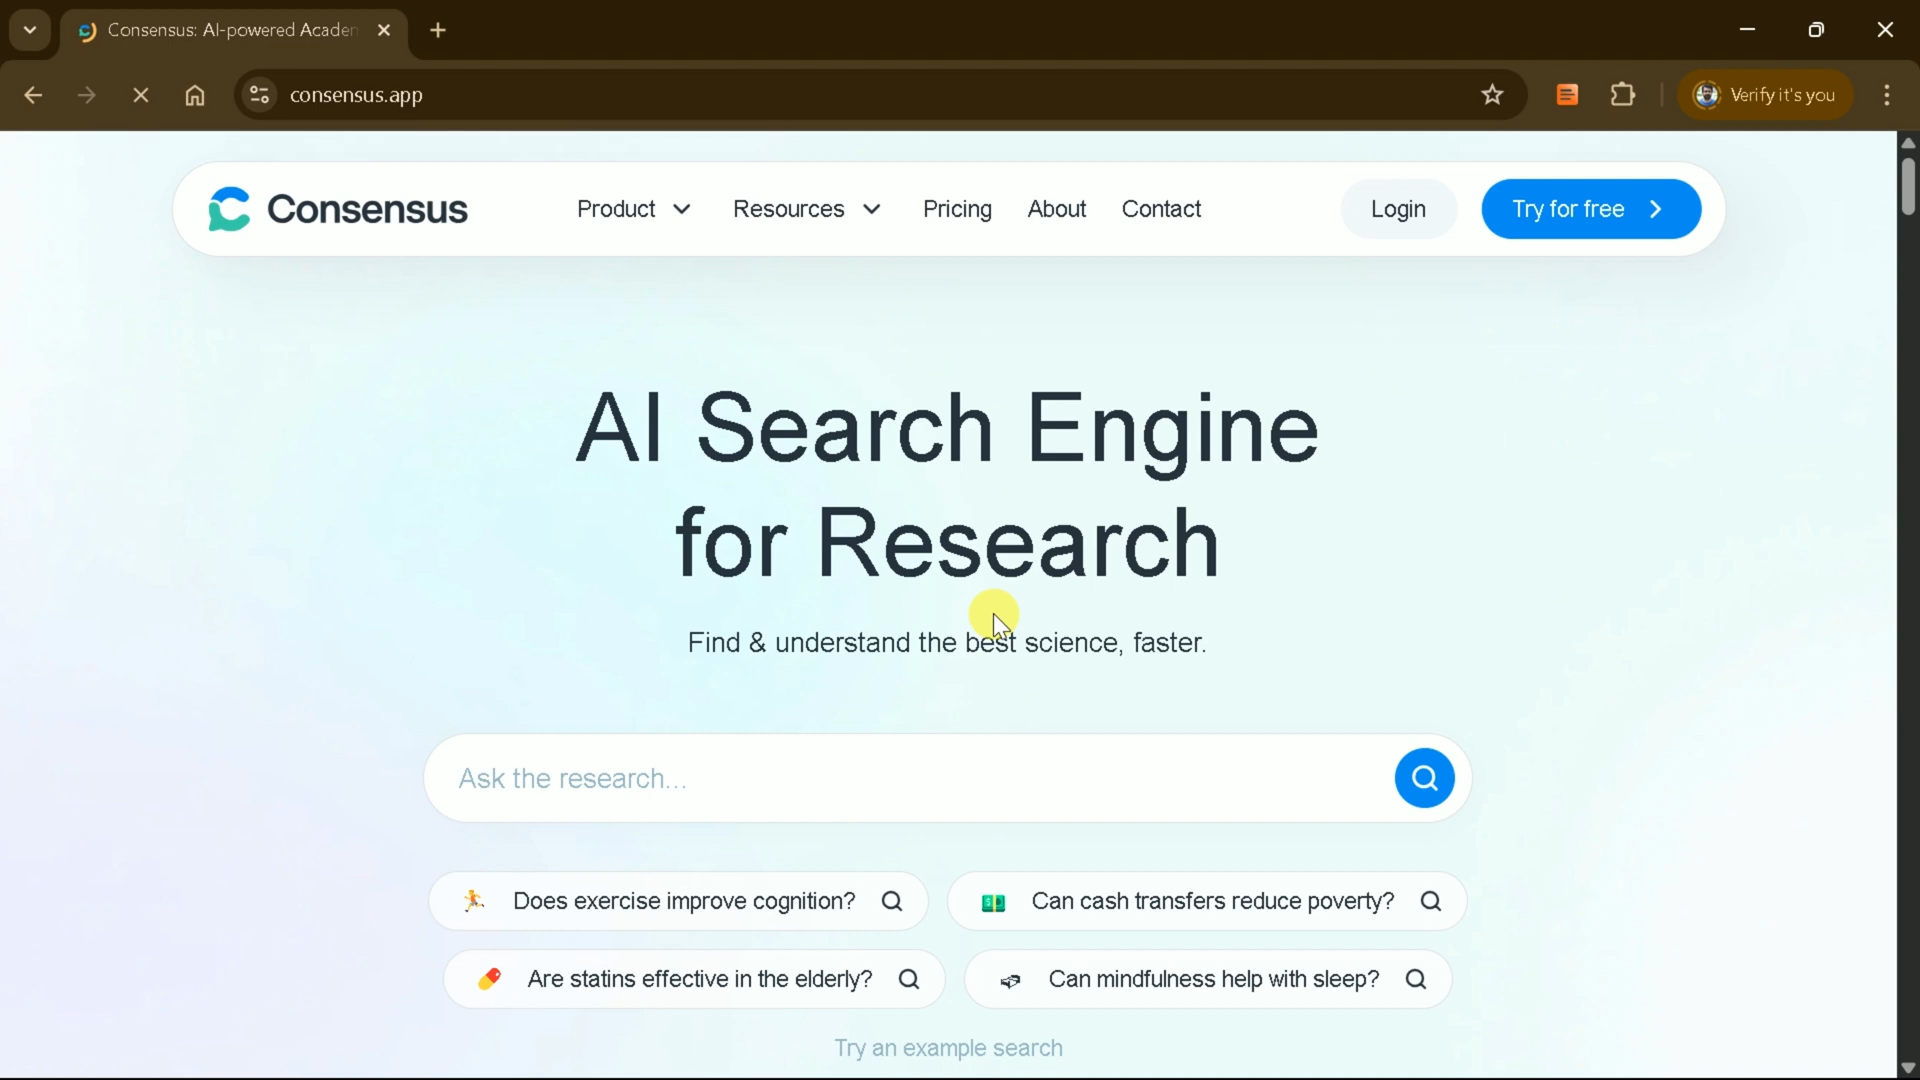 Consensus: AI-powered Acader
consensus.app
Verify it's you
Consensus
Product
Resources
Pricing
About
Contact
Login
Try for free
AI Search Engine
for Research
Find & understand the best science, faster.
Ask the research...
Does exercise improve cognition?
Can cash transfers reduce poverty?
Are statins effective in the elderly?
Can mindfulness help with sleep?
Try an example search